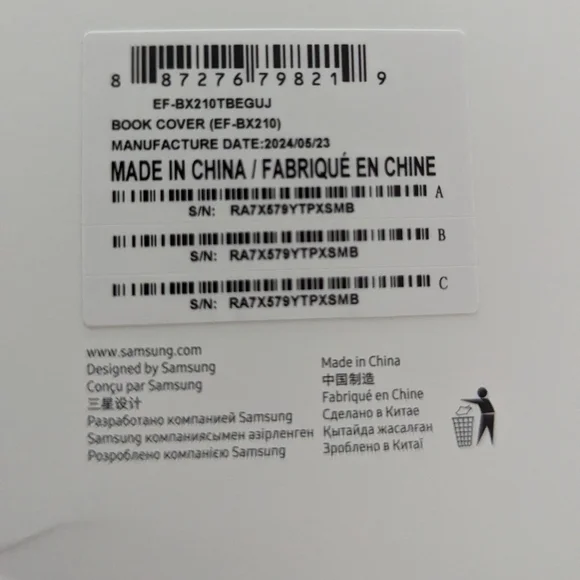 8 87276 79821 9
EF-BX210TBEGUJ
BOOK COVER (EF-BX210)
MANUFACTURE DATE:2024/05/23
MADE IN CHINA / FABRIQUÉ EN CHINE
A
S/N: RA7X579YTPXSMB
B
S/N: RA7X579YTPXSMB
C
S/N: RA7X579YTPXSMB
www.samsung.com
Designed by Samsung
Conçu par Samsung
三星设计
Разработано компанией Samsung
Samsung компаниясымен әзірленген
Розроблено компанією Samsung
Made in China
中国制造
Fabriqué en Chine
Сделано в Китае
Қытайда жасалған
Зроблено в Китаї